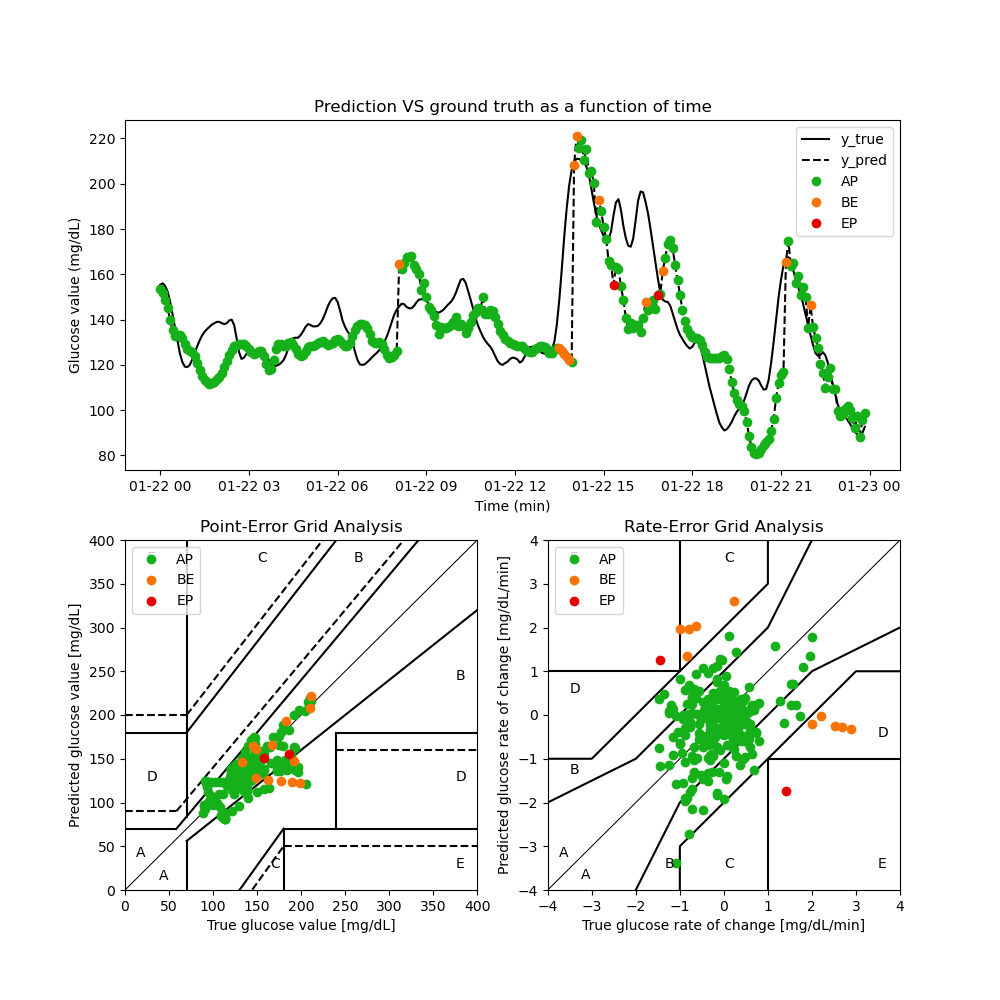 Prediction VS ground truth as a function of time
Glucose value (mg/dL)
220
200
180
160
140
120
100
80
y_true
y_pred
AP
BE
EP
01-22 00 01-22 03 01-22 06 01-22 09 01-22 12 01-22 15 01-22 18 01-22 21 01-23 00
Time (min)
Point-Error Grid Analysis
Predicted glucose value [mg/dL]
400
350
300
250
200
150
100
50
0
AP
BE
EP
C B
B
D D
A
A C E
0 50 100 150 200 250 300 350 400
True glucose value [mg/dL]
Rate-Error Grid Analysis
Predicted glucose rate of change [mg/dL/min]
4
3
2
1
0
−1
−2
−3
−4
AP
BE
EP
C
D
D
B
A
A B C E
−4 −3 −2 −1 0 1 2 3 4
True glucose rate of change [mg/dL/min]